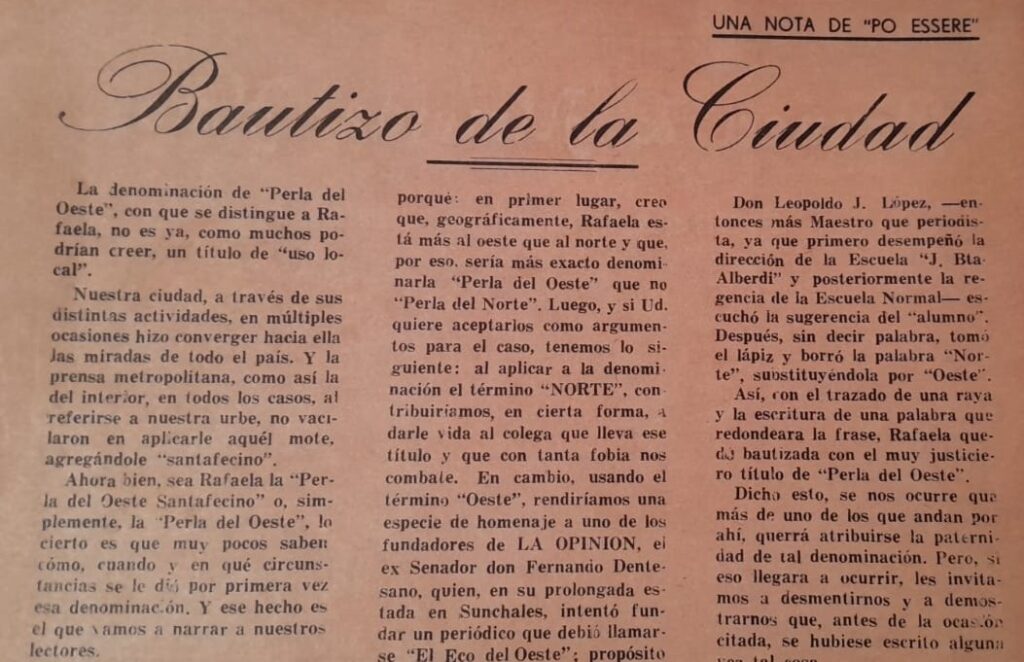 UNA NOTA DE "PO ESSERE"
Bautizo de la Ciudad
La denominación de "Perla del
Oeste", con que se distingue a Ra-
faela, no es ya, como muchos po-
drían creer, un título de "uso lo-
cal".
Nuestra ciudad, a través de sus
distintas actividades, en múltiples
ocasiones hizo converger hacia ella
las miradas de todo el país. Y la
prensa metropolitana, como así la
del interior, en todos los casos, al
referirse a nuestra urbe, no vaci-
laron en aplicarle aquél mote,
agregándole "santafecino".
Ahora bien, sea Rafaela la "Per-
la del Oeste Santafecino" o, sim-
plemente, la "Perla del Oeste", lo
cierto es que muy pocos saben
cómo, cuando y en qué circuns-
tancias se le dió por primera vez
esa denominación. Y ese hecho es
el que vamos a narrar a nuestros
lectores.
porqué: en primer lugar, creo
que, geográficamente, Rafaela es-
tá más al oeste que al norte y que,
por eso, sería más exacto denomi-
narla "Perla del Oeste" que no
"Perla del Norte". Luego, y si Ud.
quiere aceptarlos como argumen-
tos para el caso, tenemos lo si-
guiente: al aplicar a la denomi-
nación el término "NORTE", con-
tribuiríamos, en cierta forma, a
darle vida al colega que lleva ese
título y que con tanta fobia nos
combate. En cambio, usando el
término "Oeste", rendiríamos una
especie de homenaje a uno de los
fundadores de LA OPINION, el
ex Senador don Fernando Dente-
sano, quien, en su prolongada es-
tada en Sunchales, intentó fun-
dar un periódico que debió llamar-
se "El Eco del Oeste"; propósito
Don Leopoldo J. López, —en-
tonces más Maestro que periodis-
ta, ya que primero desempeñó la
dirección de la Escuela "J. Bta.
Alberdi" y posteriormente la re-
gencia de la Escuela Normal— es-
cuchó la sugerencia del "alumno".
Después, sin decir palabra, tomó
el lápiz y borró la palabra "Nor-
te", substituyéndola por "Oeste".
Así, con el trazado de una raya
y la escritura de una palabra que
redondeara la frase, Rafaela que-
dó bautizada con el muy justicie-
ro título de "Perla del Oeste".
Dicho esto, se nos ocurre que
más de uno de los que andan por
ahí, querrá atribuirse la paterni-
dad de tal denominación. Pero, si
eso llegara a ocurrir, les invita-
mos a desmentirnos y a demos-
trarnos que, antes de la ocasión
citada, se hubiese escrito alguna